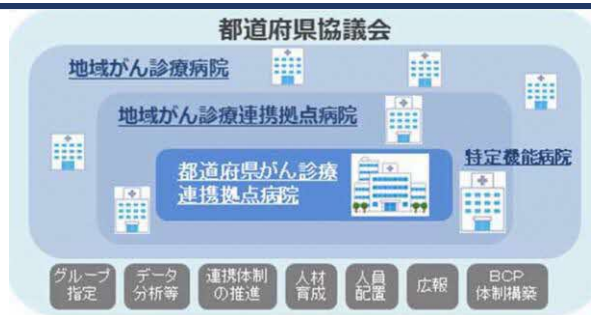 都道府県協議会
地域がん診療病院
地域がん診療連携拠点病院
特定機能病院
都道府県がん診療
連携拠点病院
グループ
指定
データ
分析等
連携体制
の推進
人材
育成
人員
配置
広報
BCP
体制構築